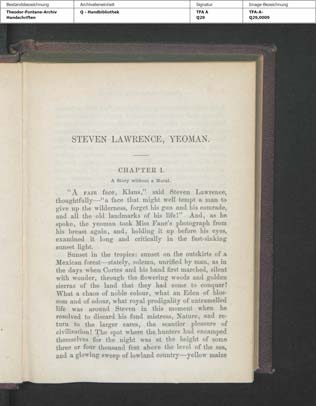 Bestandsbezeichnung Archivalieneinheit Signatur Image-Bezeichnung
Theodor-Fontane-Archiv Q - Handbibliothek TFA A TFA-A-
Handschriften Q29 Q29,0009
STEVEN LAWRENCE, YEOMAN.
CHAPTER I.
A Story without a Moral.
"A FAIR face, Klaus," said Steven Lawrence,
thoughtfully—"a face that might well tempt a man to
give up the wilderness, forget his gun and his comrade,
and all the old landmarks of his life!" And, as he
spoke, the yeoman took Miss Fane's photograph from
his breast again, and, holding it up before his eyes,
examined it long and critically in the fast-sinking
sunset light.
Sunset in the tropics: sunset on the outskirts of a
Mexican forest—stately, solemn, unrifled by man, as in
the days when Cortes and his band first marched, silent
with wonder, through the flowering woods and golden
sierras of the land that they had come to conquer!
What a chaos of noble colour, what an Eden of blos-
som and of odour, what royal prodigality of untramelled
life was around Steven in this moment when he
resolved to discard his fond mistress, Nature, and re-
turn to the larger cares, the scantier pleasure of
civilization! The spot where the hunters had encamped
themselves for the night was at the height of some
three or four thousand feet above the level of the sea,
and a glowing sweep of lowland country—yellow maize